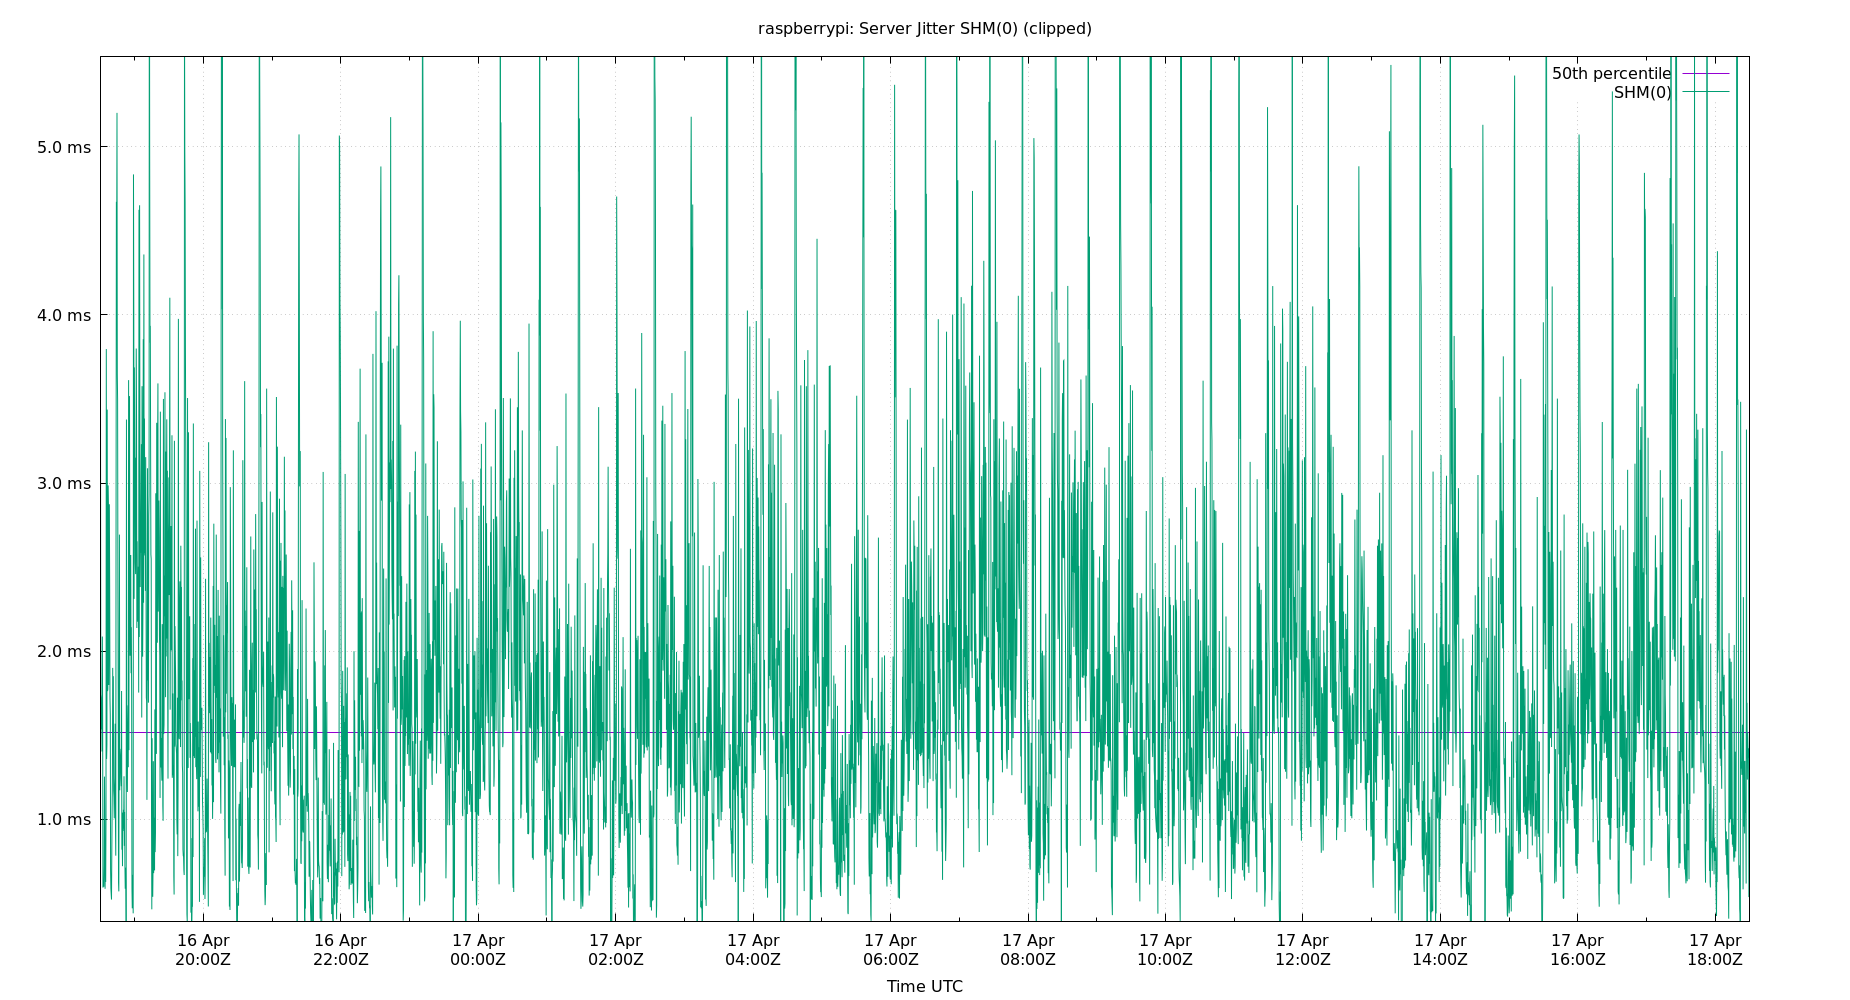 raspberrypi: Server Jitter SHM(0) (clipped)
50th percentile
SHM(0)
5.0 ms
4.0 ms
3.0 ms
2.0 ms
1.0 ms
16 Apr 16 Apr 17 Apr 17 Apr 17 Apr 17 Apr 17 Apr 17 Apr 17 Apr 17 Apr 17 Apr 17 Apr
20:00Z 22:00Z 00:00Z 02:00Z 04:00Z 06:00Z 08:00Z 10:00Z 12:00Z 14:00Z 16:00Z 18:00Z
Time UTC